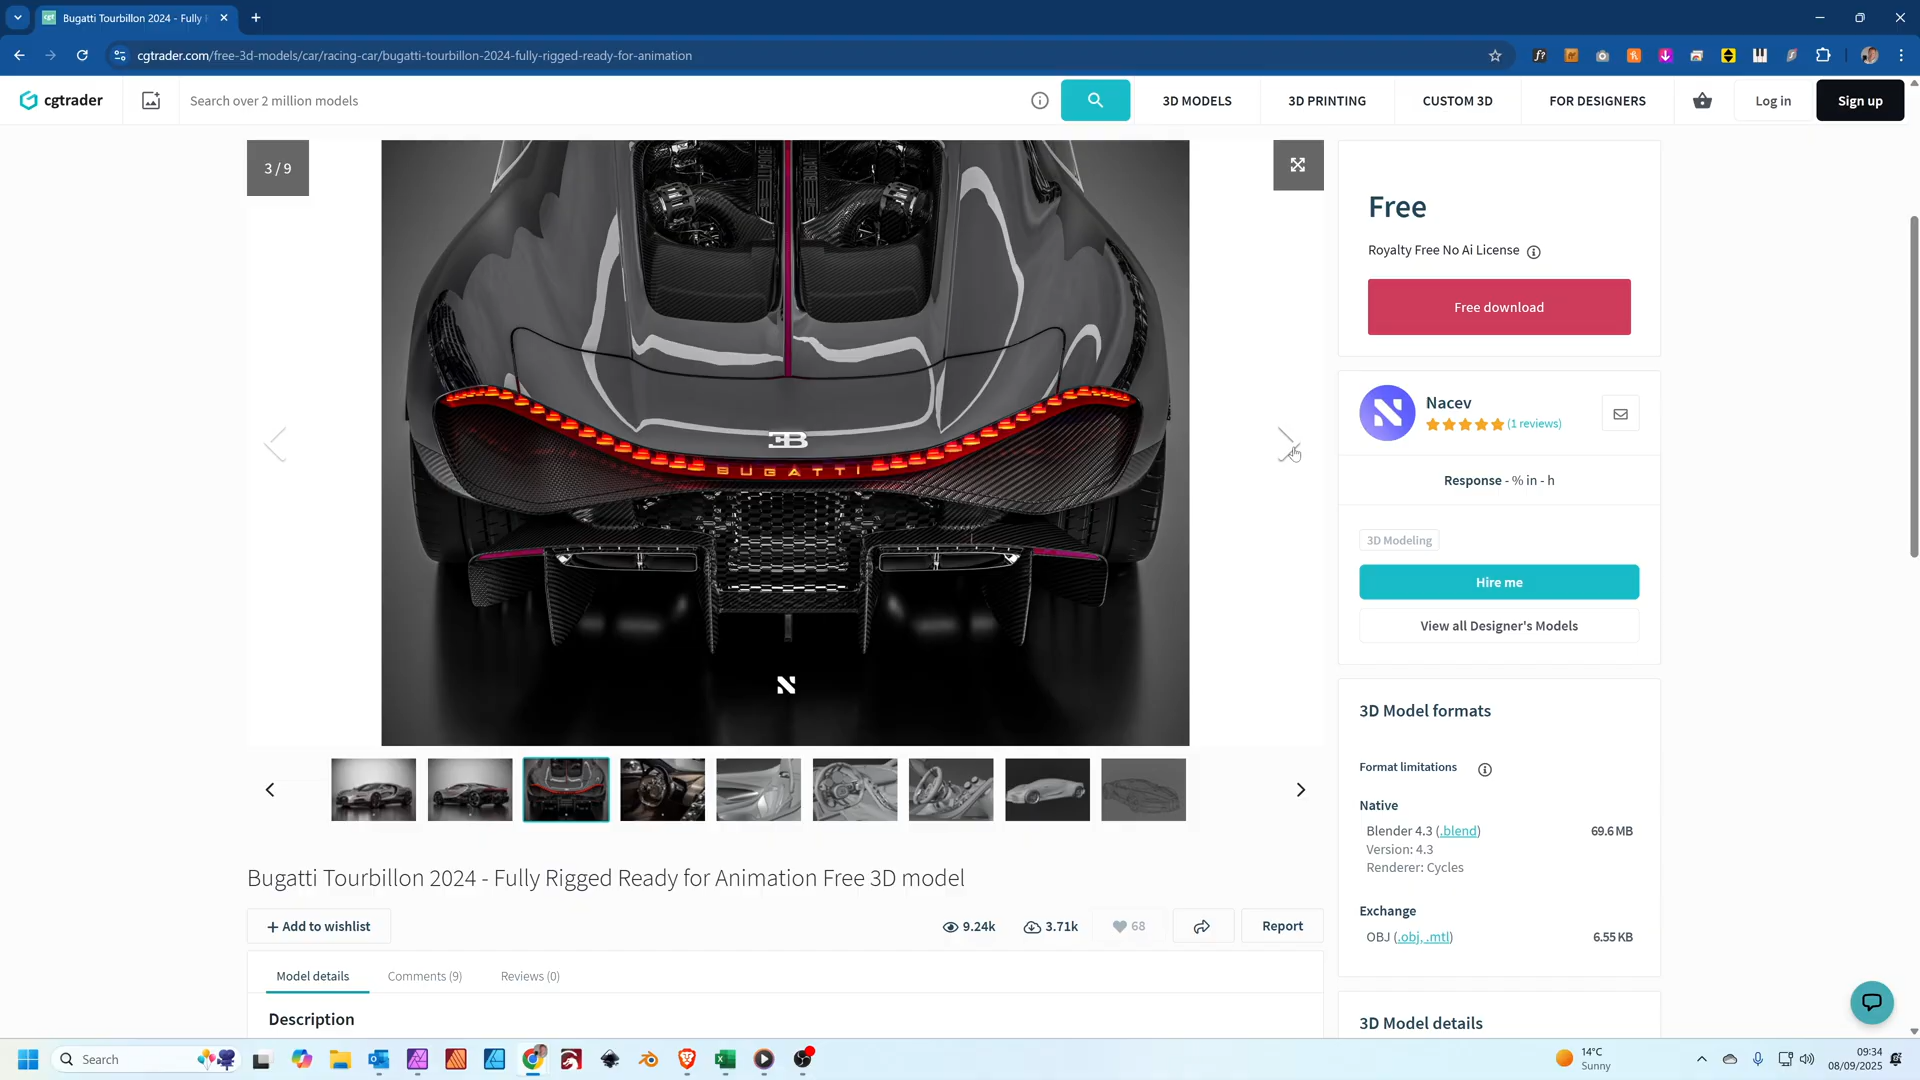 Bugatti Tourbillon 2024 - Fully
cgtrader.com/free-3d-models/car/racing-car/bugatti-tourbillon-2024-fully-rigged-ready-for-animation
cgtrader
Search over 2 million models
3D MODELS
3D PRINTING
CUSTOM 3D
FOR DESIGNERS
Log in
Sign up
3 / 9
BUGATTI
Free
Royalty Free No Ai License
Free download
Nacev
(1 reviews)
Response - % in - h
3D Modeling
Hire me
View all Designer's Models
3D Model formats
Format limitations
Native
Blender 4.3 (.blend)
69.6 MB
Version: 4.3
Renderer: Cycles
Exchange
OBJ (.obj, .mtl)
6.55 KB
3D Model details
Bugatti Tourbillon 2024 - Fully Rigged Ready for Animation Free 3D model
+ Add to wishlist
9.24k
3.71k
68
Report
Model details
Comments (9)
Reviews (0)
Description
Search
14°C
Sunny
09:34
08/09/2025